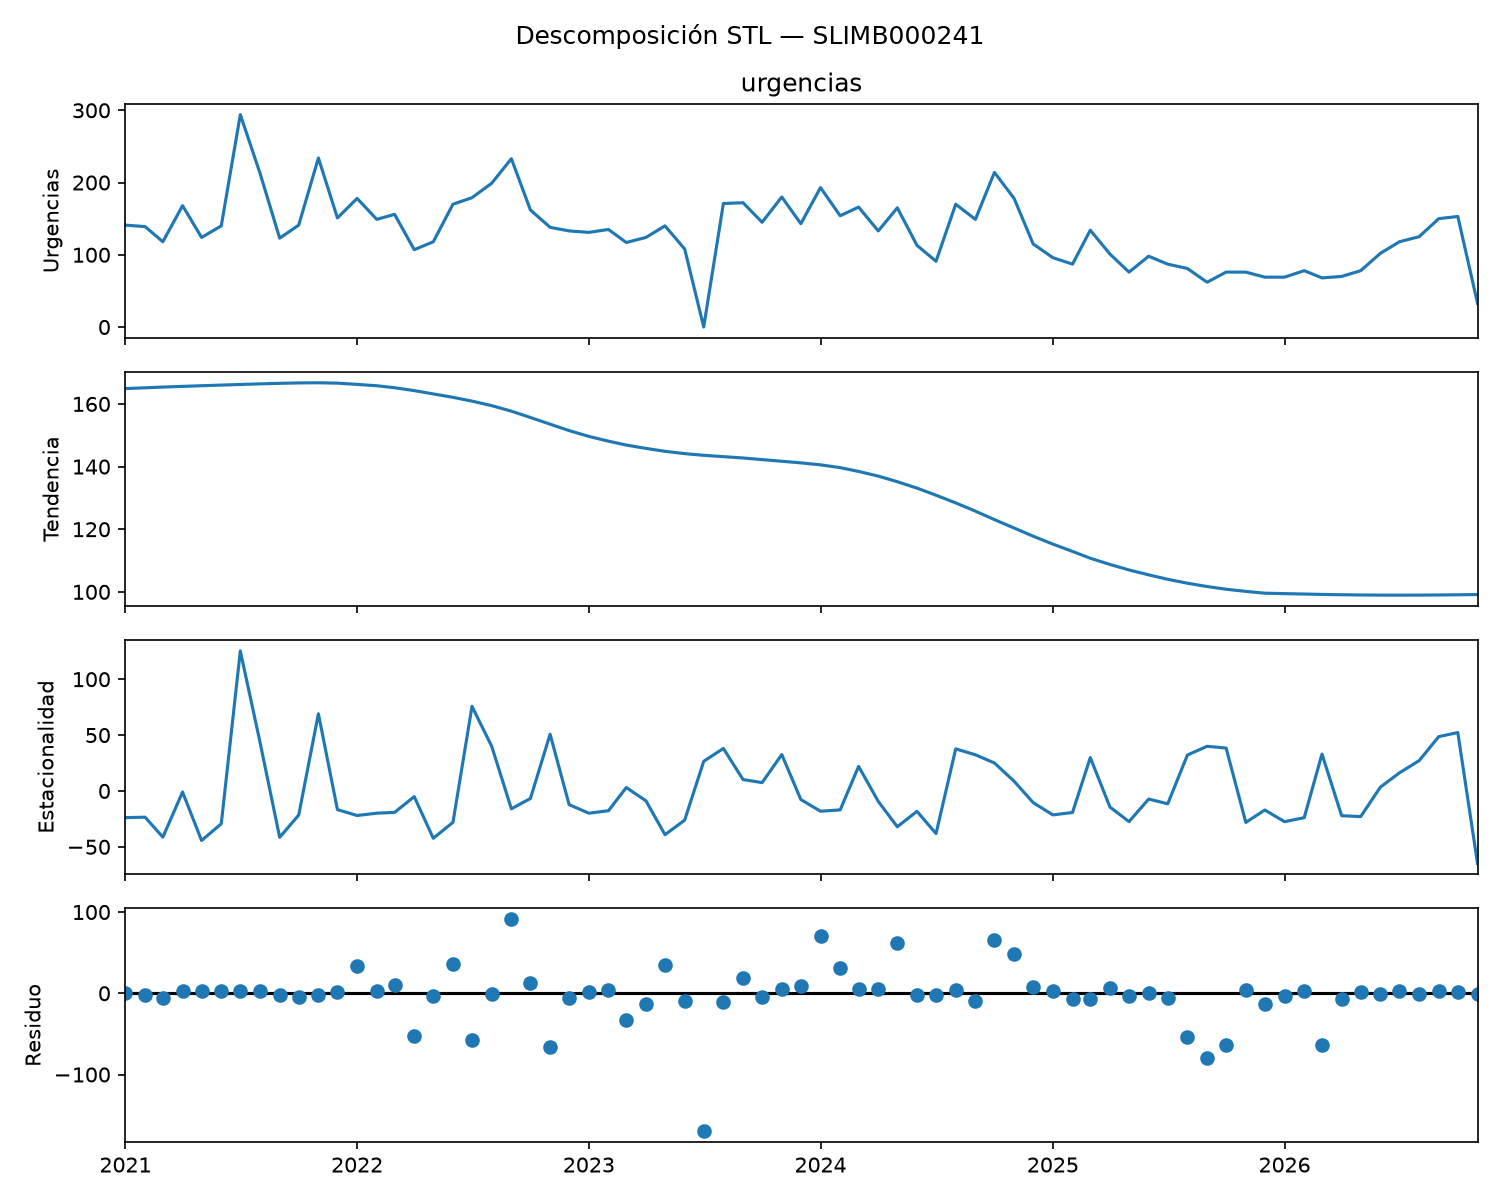 Descomposición STL — SLIMB000241
urgencias
Urgencias
300
200
100
0
Tendencia
160
140
120
100
Estacionalidad
100
50
0
−50
Residuo
100
0
−100
2021 2022 2023 2024 2025 2026